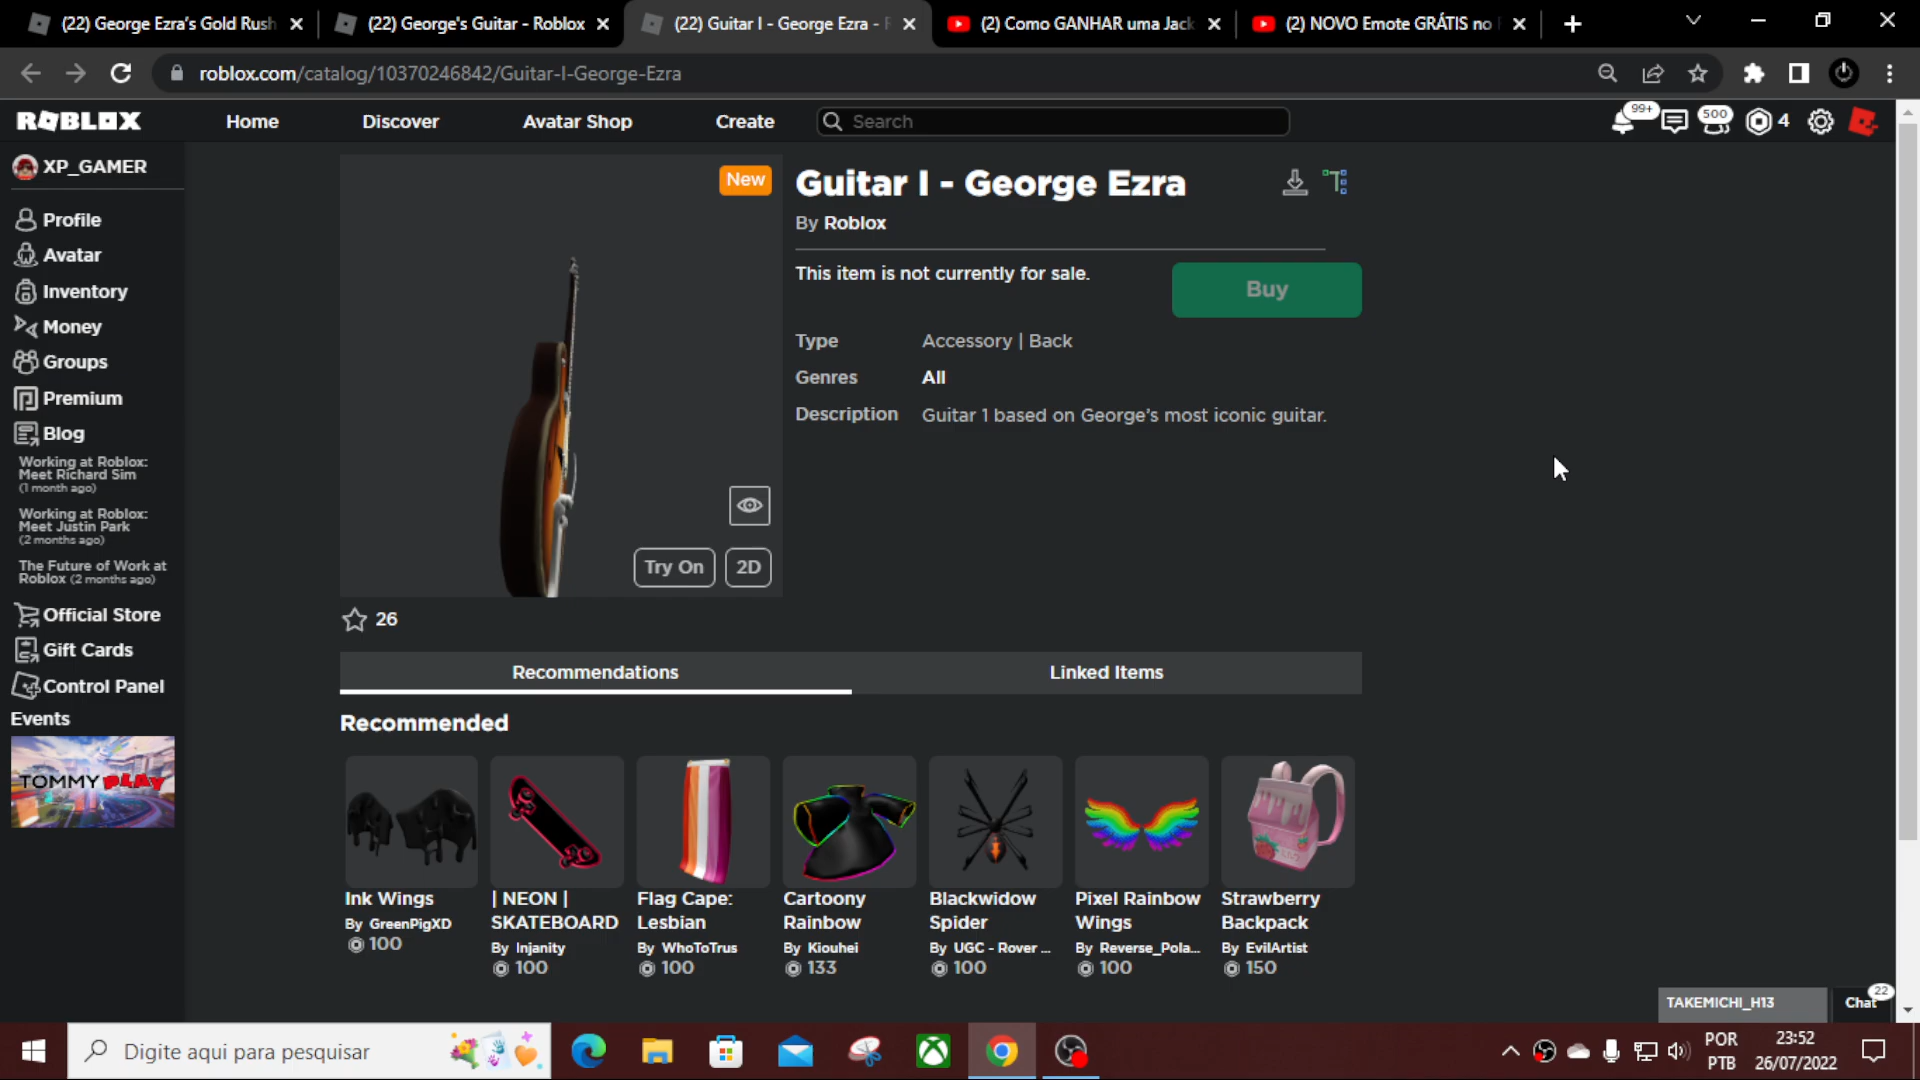 (22) George Ezra's Gold Rush
(22) George's Guitar - Roblox
(22) Guitar I - George Ezra -
(2) Como GANHAR uma Jack
(2) NOVO Emote GRÁTIS no
roblox.com/catalog/10370246842/Guitar-I-George-Ezra
ROBLOX
Home
Discover
Avatar Shop
Create
Search
99+
500
4
XP_GAMER
Profile
Avatar
Inventory
Money
Groups
Premium
Blog
Working at Roblox:
Meet Richard Sim
(1 month ago)
Working at Roblox:
Meet Justin Park
(2 months ago)
The Future of Work at
Roblox (2 months ago)
Official Store
Gift Cards
Control Panel
Events
TOMMY PLAY
New
Try On
2D
26
Guitar I - George Ezra
By Roblox
This item is not currently for sale.
Buy
Type Accessory | Back
Genres All
Description Guitar 1 based on George's most iconic guitar.
Recommendations
Linked Items
Recommended
Ink Wings
By GreenPigXD
100
| NEON |
SKATEBOARD
By Injanity
100
Flag Cape:
Lesbian
By WhoToTrus
100
Cartoony
Rainbow
By Kiouhei
133
Blackwidow
Spider
By UGC - Rover ...
100
Pixel Rainbow
Wings
By Reverse_Pola...
100
Strawberry
Backpack
By EvilArtist
150
TAKEMICHI_H13
Chat
22
Digite aqui para pesquisar
POR
PTB
23:52
26/07/2022